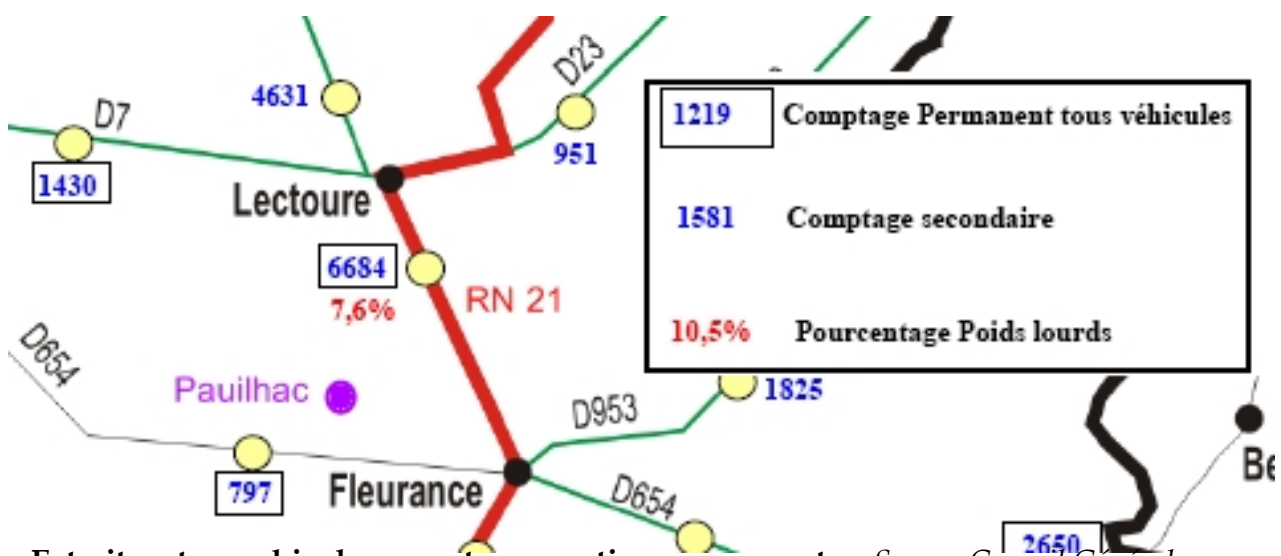 D23
4631
D7
1219 Comptage Permanent tous véhicules
951
1430
Lectoure
1581 Comptage secondaire
6684
7,6%
RN 21
10,5% Pourcentage Poids lourds
D654
Pauilhac
1825
D953
Be
797
Fleurance
D654
2650